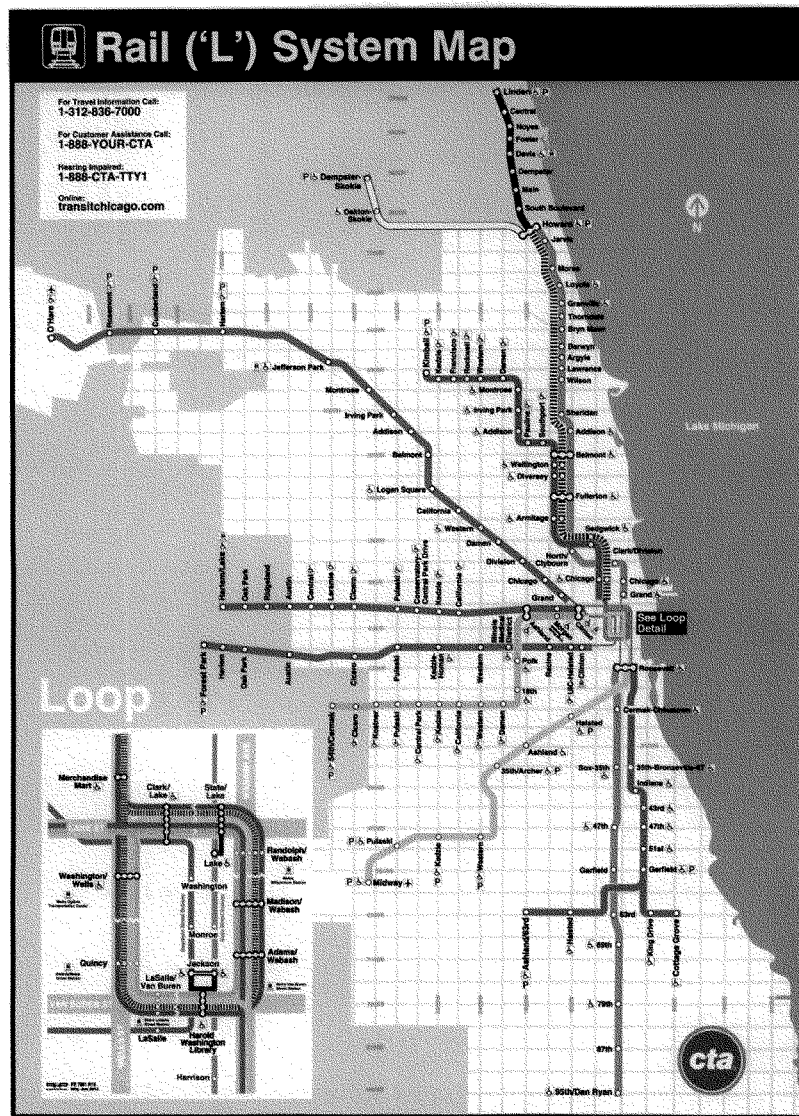 Rail ('L') System Map
For Travel Information Call:
1-312-836-7000
For Customer Assistance Call:
1-888-YOUR-CTA
Hearing Impaired:
1-888-CTA-TTY1
Online:
transitchicago.com
Linden
Central
Noyes
Foster
Davis
Dempster
Main
South Boulevard
Howard
Dempster-
Skokie
Oakton-
Skokie
N
Jarvis
Morse
Loyola
Granville
Thorndale
Bryn Mawr
Berwyn
Argyle
Lawrence
Wilson
Sheridan
Addison
Belmont
Fullerton
O'Hare
Rosemont
Cumberland
Harlem
Jefferson Park
Montrose
Irving Park
Addison
Belmont
Logan Square
California
Western
Damen
Division
Chicago
Grand
Kimball
Kedzie
Francisco
Rockwell
Western
Damen
Montrose
Irving Park
Addison
Paulina
Southport
Wellington
Diversey
Armitage
Sedgwick
North/
Clybourn
Clark/Division
Chicago
Chicago
Grand
Lake Michigan
Harlem/Lake
Oak Park
Ridgeland
Austin
Central
Laramie
Cicero
Pulaski
Conservatory-
Central Park Drive
Kedzie
California
Ashland
See Loop
Detail
Forest Park
Harlem
Oak Park
Austin
Cicero
Pulaski
Kedzie-
Homan
Western
Illinois
Medical
District
Racine
UIC-Halsted
Clinton
Polk
18th
Roosevelt
54th/Cermak
Cicero
Kostner
Pulaski
Central Park
Kedzie
California
Western
Damen
Halsted
Ashland
35th/Archer
Western
Kedzie
Pulaski
Midway
Cermak-Chinatown
Sox-35th
35th-Bronzeville-IIT
Indiana
43rd
47th
47th
51st
Garfield
Garfield
63rd
Ashland/63rd
Halsted
King Drive
Cottage Grove
69th
79th
87th
95th/Dan Ryan
cta
Loop
Merchandise
Mart
Clark/
Lake
State/
Lake
Lake
Randolph/
Wabash
Washington/
Wells
Washington
Madison/
Wabash
Monroe
Quincy
Jackson
Adams/
Wabash
LaSalle/
Van Buren
LaSalle
Harold
Washington
Library
Harrison